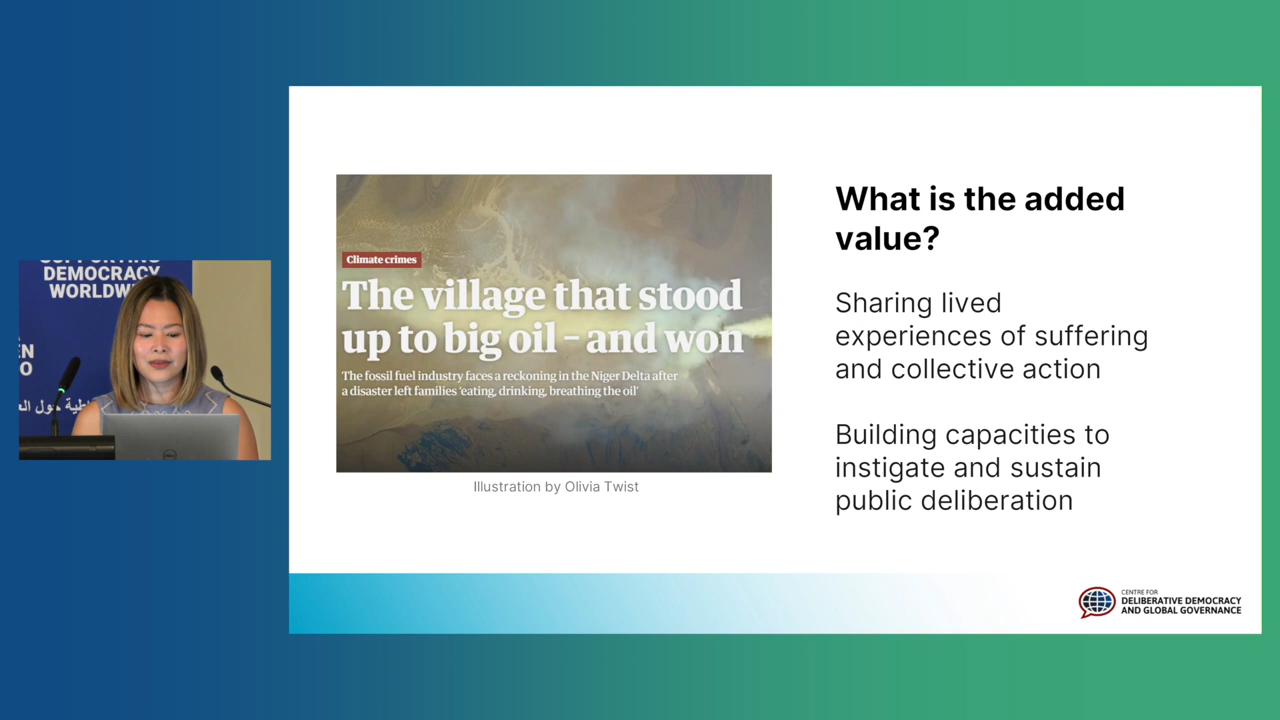 DEMOCRACY
WORLDW
EN
O
Climate crimes
The village that stood
up to big oil – and won
The fossil fuel industry faces a reckoning in the Niger Delta after
a disaster left families ‘eating, drinking, breathing the oil’
Illustration by Olivia Twist
What is the added
value?
Sharing lived
experiences of suffering
and collective action
Building capacities to
instigate and sustain
public deliberation
CENTRE FOR
DELIBERATIVE DEMOCRACY
AND GLOBAL GOVERNANCE